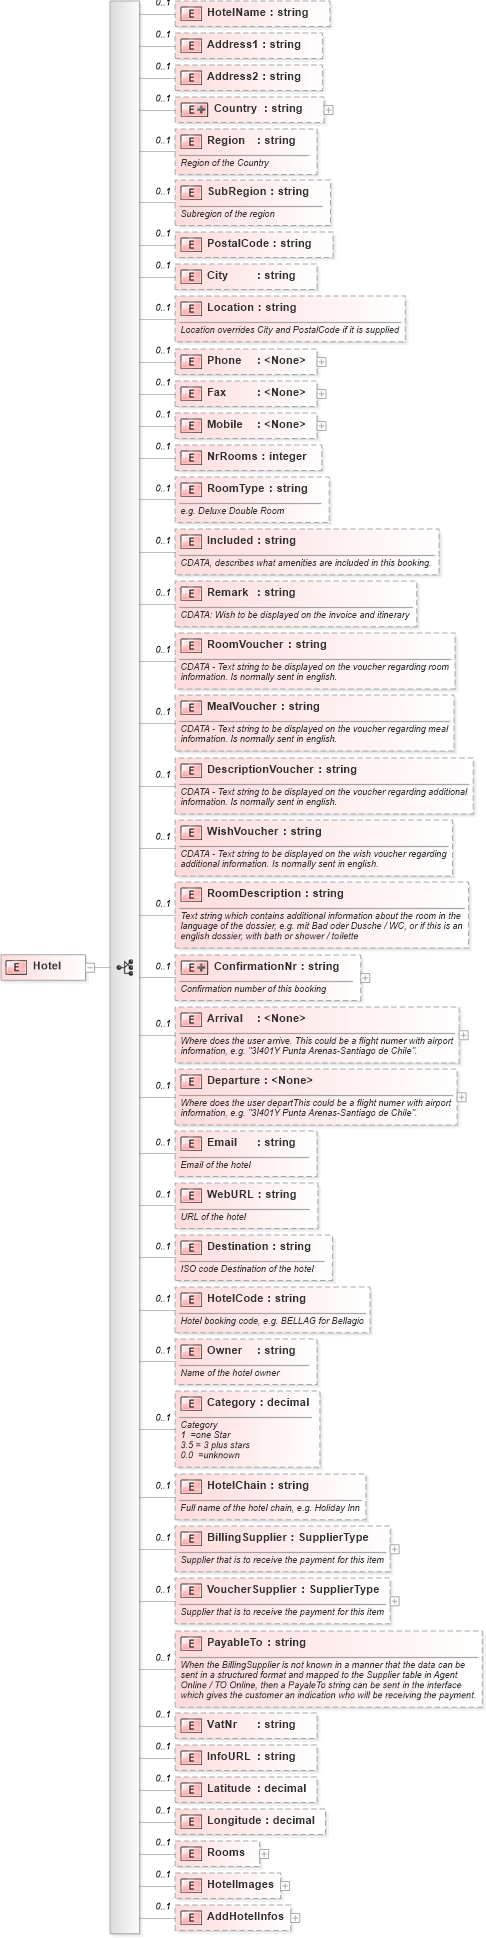 0..1
E HotelName : string
0..1
E Address1 : string
0..1
E Address2 : string
0..1
E Country : string
0..1
E Region : string
Region of the Country
0..1
E SubRegion : string
Subregion of the region
0..1
E PostalCode : string
0..1
E City : string
0..1
E Location : string
Location overrides City and PostalCode if it is supplied
0..1
E Phone : <None>
0..1
E Fax : <None>
0..1
E Mobile : <None>
0..1
E NrRooms : integer
0..1
E RoomType : string
e.g. Deluxe Double Room
0..1
E Included : string
CDATA, describes what amenities are included in this booking.
0..1
E Remark : string
CDATA: Wish to be displayed on the invoice and itinerary
0..1
E RoomVoucher : string
CDATA - Text string to be displayed on the voucher regarding room
information. Is normally sent in english.
0..1
E MealVoucher : string
CDATA - Text string to be displayed on the voucher regarding meal
information. Is normally sent in english.
0..1
E DescriptionVoucher : string
CDATA - Text string to be displayed on the voucher regarding additional
information. Is normally sent in english.
0..1
E WishVoucher : string
CDATA - Text string to be displayed on the wish voucher regarding
additional information. Is normally sent in english.
0..1
E RoomDescription : string
Text string which contains additional information about the room in the
language of the dossier, e.g. mit Bad oder Dusche / WC, or if this is an
english dossier, with bath or shower / toilette
E Hotel
0..1
E ConfirmationNr : string
Confirmation number of this booking
0..1
E Arrival : <None>
Where does the user arrive. This could be a flight numer with airport
information, e.g. "3I401Y Punta Arenas-Santiago de Chile".
0..1
E Departure : <None>
Where does the user departThis could be a flight numer with airport
information, e.g. "3I401Y Punta Arenas-Santiago de Chile".
0..1
E Email : string
Email of the hotel
0..1
E WebURL : string
URL of the hotel
0..1
E Destination : string
ISO code Destination of the hotel
0..1
E HotelCode : string
Hotel booking code, e.g. BELLAG for Bellagio
0..1
E Owner : string
Name of the hotel owner
0..1
E Category : decimal
Category
1 =one Star
3.5 = 3 plus stars
0.0 =unknown
0..1
E HotelChain : string
Full name of the hotel chain, e.g. Holiday Inn
0..1
E BillingSupplier : SupplierType
Supplier that is to receive the payment for this item
0..1
E VoucherSupplier : SupplierType
Supplier that is to receive the payment for this item
0..1
E PayableTo : string
When the BillingSupplier is not known in a manner that the data can be
sent in a structured format and mapped to the Supplier table in Agent
Online / TO Online, then a PayaleTo string can be sent in the interface
which gives the customer an indication who will be receiving the payment.
0..1
E VatNr : string
0..1
E InfoURL : string
0..1
E Latitude : decimal
0..1
E Longitude : decimal
0..1
E Rooms
0..1
E HotelImages
0..1
E AddHotelInfos